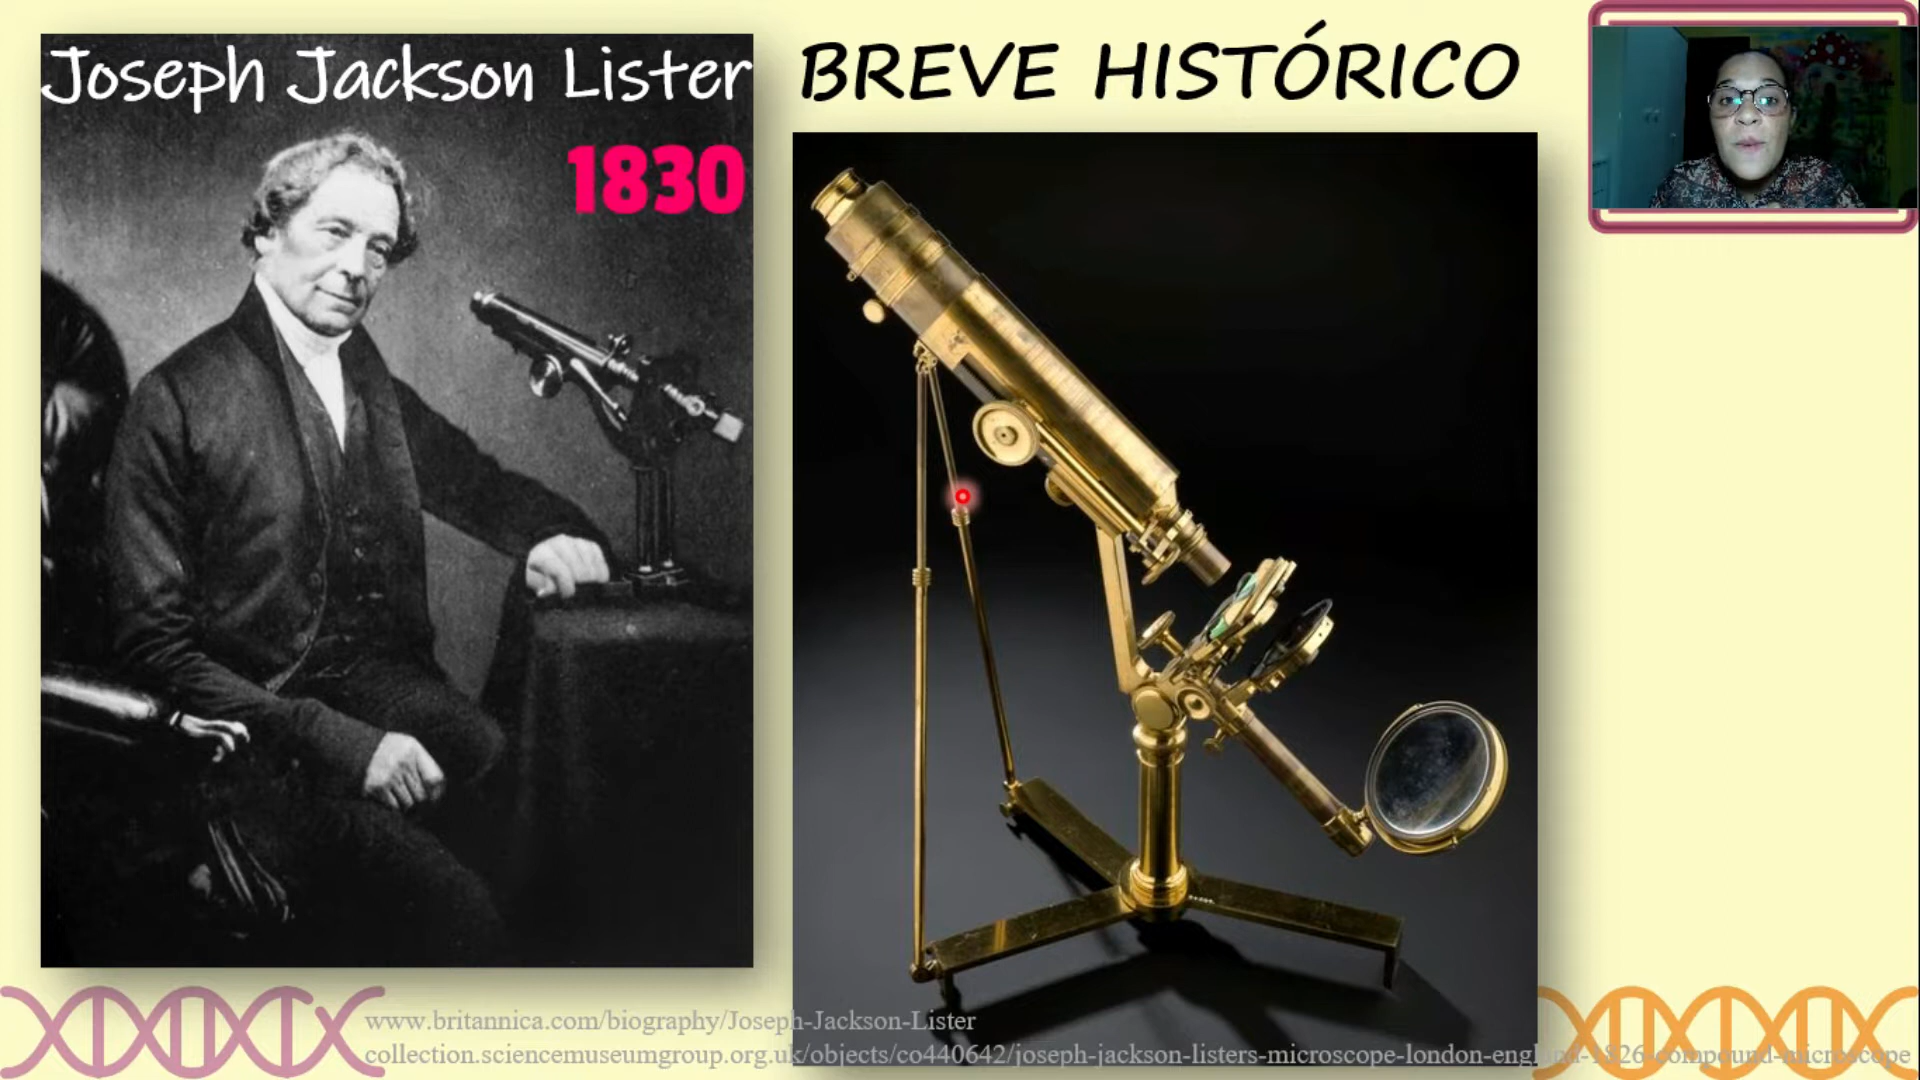 Joseph Jackson Lister
1830
BREVE HISTÓRICO
www.britannica.com/biography/Joseph-Jackson-Lister
collection.sciencemuseumgroup.org.uk/objects/co440642/joseph-jackson-listers-microscope-london-england-1826-compound-microscope